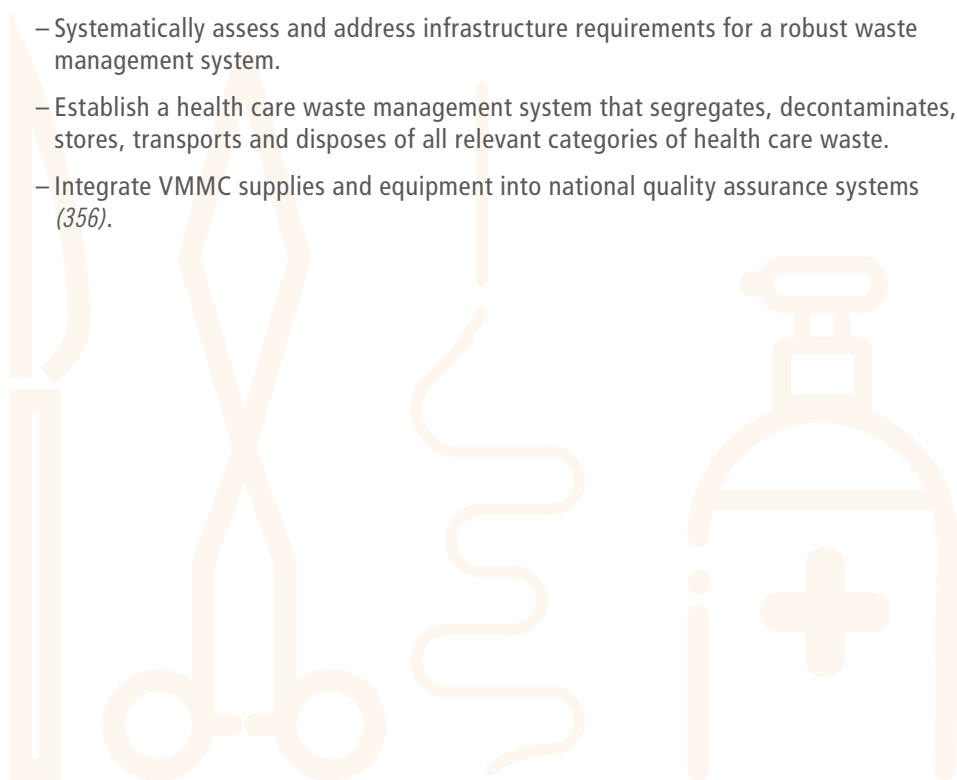 – Systematically assess and address infrastructure requirements for a robust waste
management system.
– Establish a health care waste management system that segregates, decontaminates,
stores, transports and disposes of all relevant categories of health care waste.
– Integrate VMMC supplies and equipment into national quality assurance systems
(356).